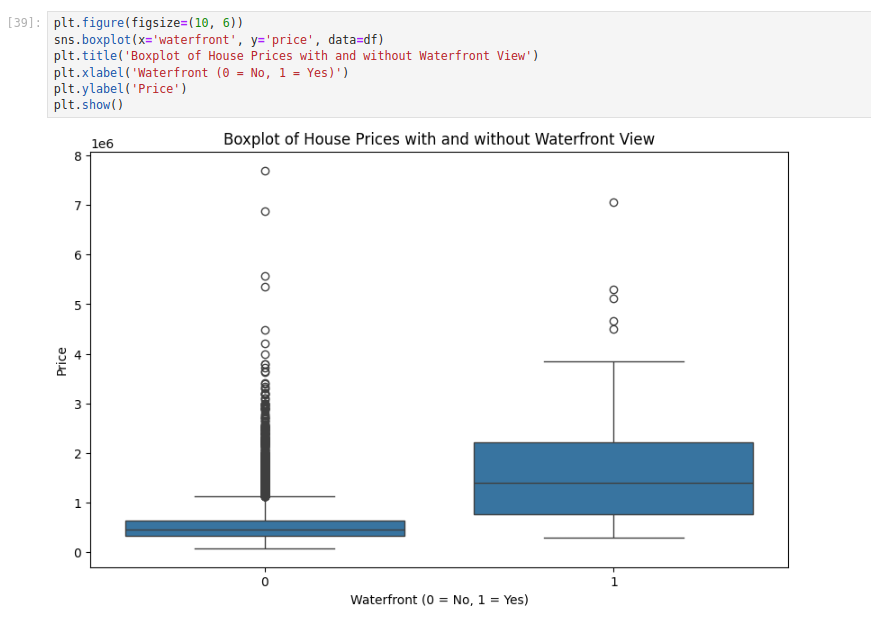 [39]: plt.figure(figsize=(10, 6))
sns.boxplot(x='waterfront', y='price', data=df)
plt.title('Boxplot of House Prices with and without Waterfront View')
plt.xlabel('Waterfront (0 = No, 1 = Yes)')
plt.ylabel('Price')
plt.show()
Boxplot of House Prices with and without Waterfront View
1e6
8
7
6
5
4
3
2
1
0
Price
0 1
Waterfront (0 = No, 1 = Yes)